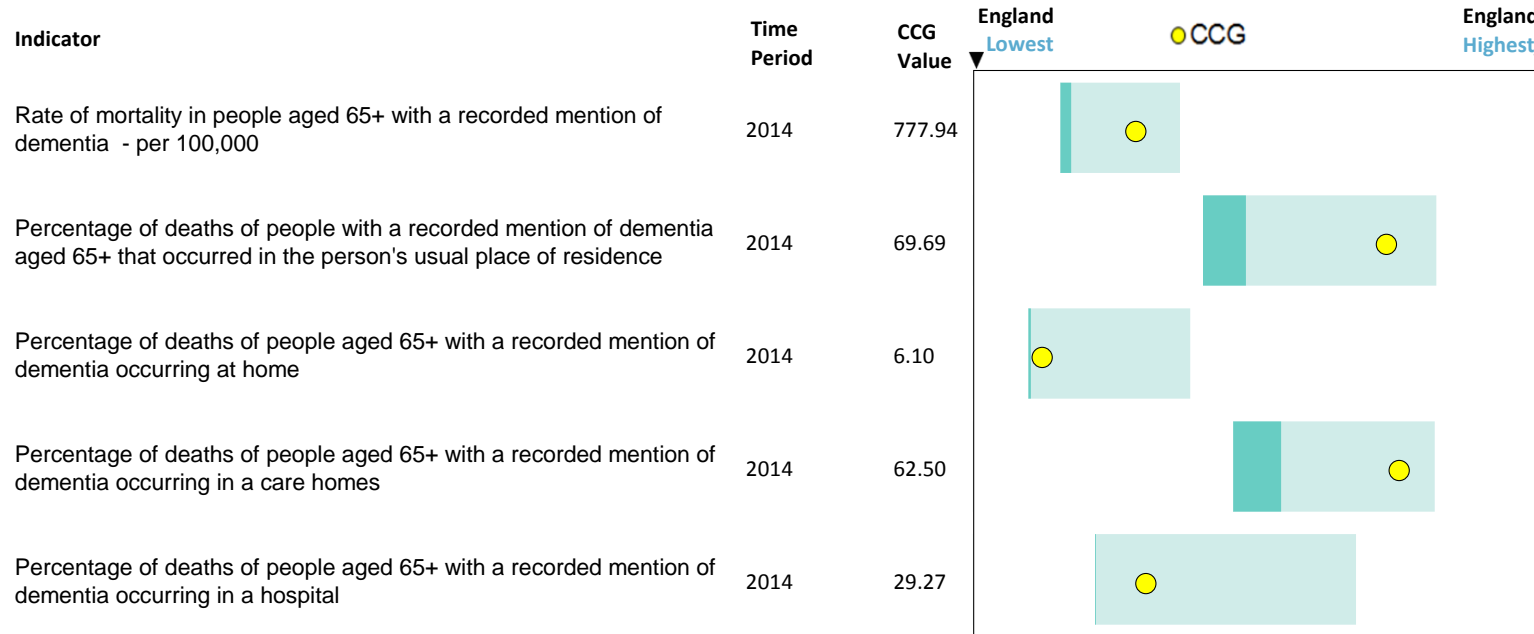 Indicator
Time
Period
CCG
Value
England
Lowest
CCG
England
Highest
Rate of mortality in people aged 65+ with a recorded mention of
dementia  - per 100,000
2014
777.94
Percentage of deaths of people with a recorded mention of dementia
aged 65+ that occurred in the person's usual place of residence
2014
69.69
Percentage of deaths of people aged 65+ with a recorded mention of
dementia occurring at home
2014
6.10
Percentage of deaths of people aged 65+ with a recorded mention of
dementia occurring in a care homes
2014
62.50
Percentage of deaths of people aged 65+ with a recorded mention of
dementia occurring in a hospital
2014
29.27